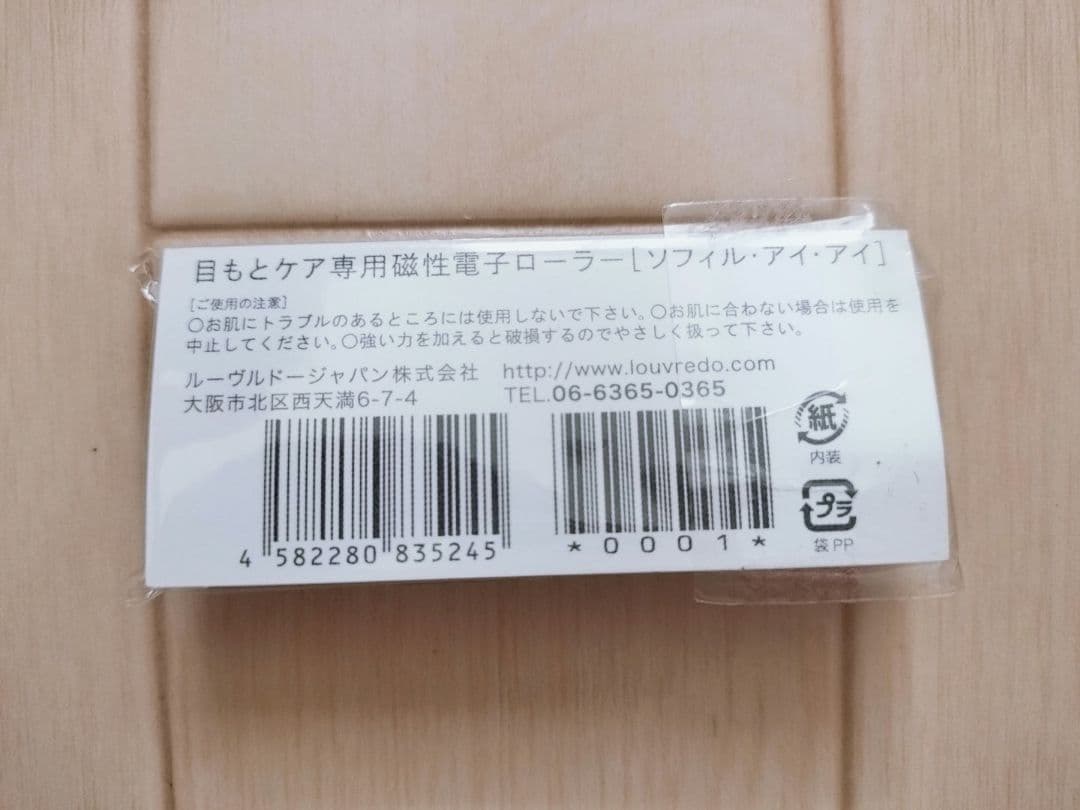 目もとケア専用磁性電子ローラー[ソフィル・アイ・アイ]
[ご使用の注意]
〇お肌にトラブルのあるところには使用しないで下さい。〇お肌に合わない場合は使用を
中止してください。〇強い力を加えると破損するのでやさしく扱って下さい。
ルーヴルドージャパン株式会社 http://www.louvredo.com
大阪市北区西天満6-7-4 TEL.06-6365-0365
4 582280 835245
*0001*
紙
内装
プラ
袋PP